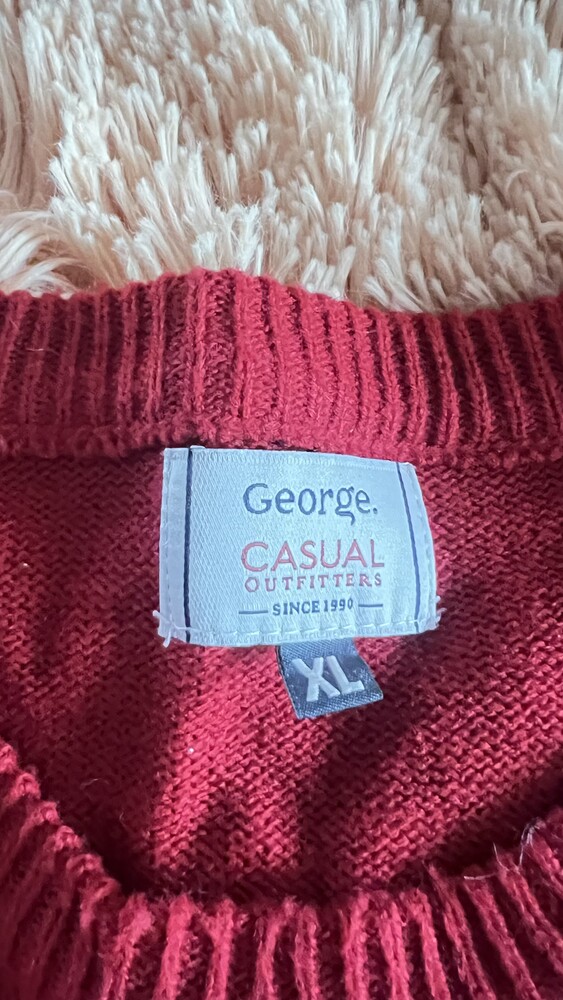 George.
CASUAL
OUTFITTERS
SINCE 1990
XL